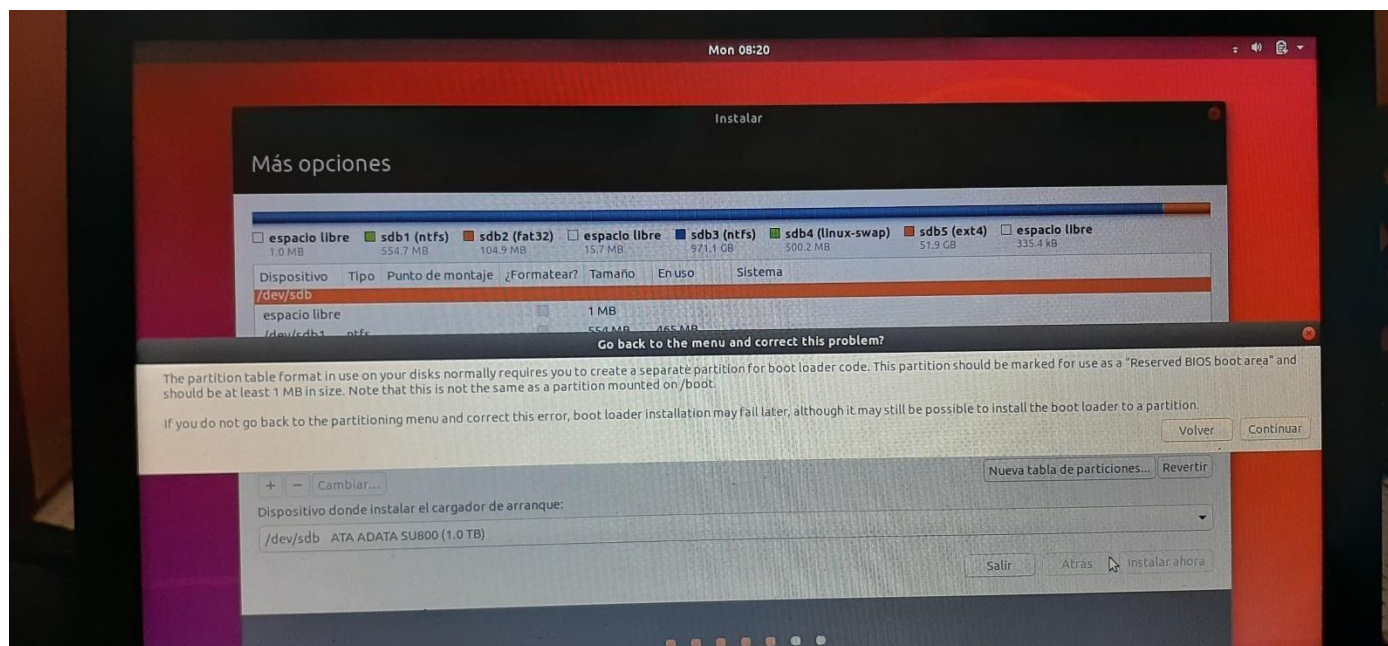 Mon 08:20
Instalar
Más opciones
espacio libre sdb1 (ntfs) sdb2 (fat32) espacio libre sdb3 (ntfs) sdb4 (linux-swap) sdb5 (ext4) espacio libre
1.0 MB 554.7 MB 104.9 MB 15.7 MB 971.1 GB 500.2 MB 51.9 GB 335.4 kB
Dispositivo Tipo Punto de montaje ¿Formatear? Tamaño En uso Sistema
/dev/sdb
espacio libre 1 MB
/dev/sdb1 ntfs 554 MB 465 MB
Go back to the menu and correct this problem?
The partition table format in use on your disks normally requires you to create a separate partition for boot loader code. This partition should be marked for use as a "Reserved BIOS boot area" and
should be at least 1 MB in size. Note that this is not the same as a partition mounted on /boot.
If you do not go back to the partitioning menu and correct this error, boot loader installation may fail later, although it may still be possible to install the boot loader to a partition.
Volver Continuar
+ - Cambiar... Nueva tabla de particiones... Revertir
Dispositivo donde instalar el cargador de arranque:
/dev/sdb ATA ADATA SU800 (1.0 TB)
Salir Atrás Instalar ahora